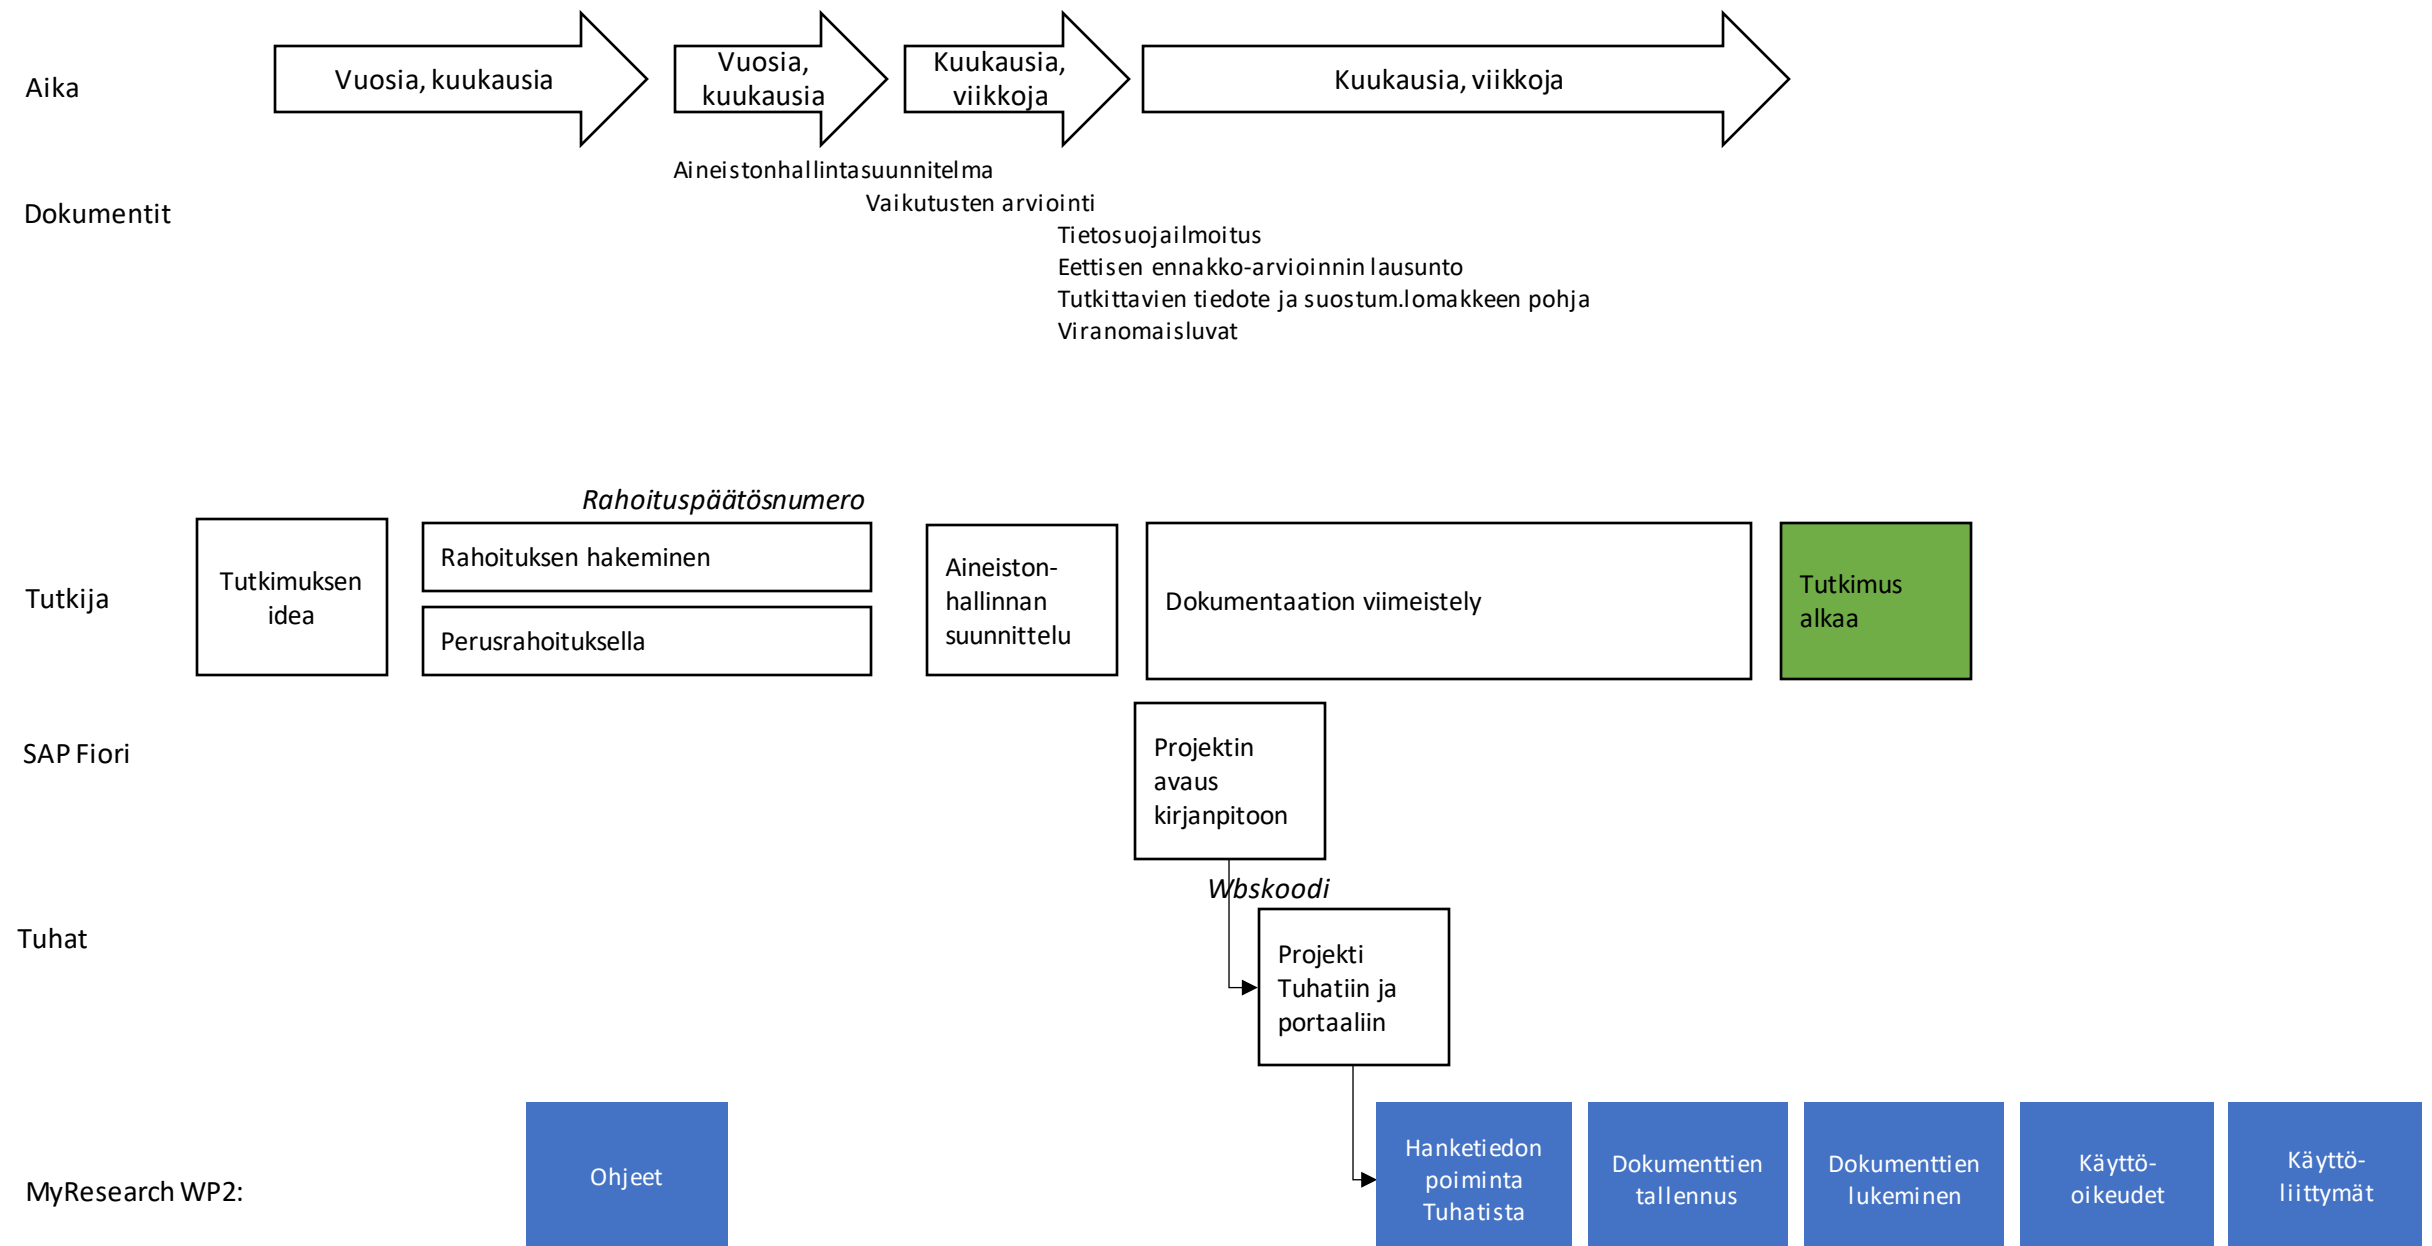 Aika
Vuosia, kuukausia
Vuosia,
kuukausia
Kuukausia,
viikkoja
Kuukausia, viikkoja
Dokumentit
Aineistonhallintasuunnitelma
Vaikutusten arviointi
Tietosuojailmoitus
Eettisen ennakko-arvioinnin lausunto
Tutkittavien tiedote ja suostum.lomakkeen pohja
Viranomaisluvat
Rahoituspäätösnumero
Tutkija
Tutkimuksen
idea
Rahoituksen hakeminen
Perusrahoituksella
Aineiston-
hallinnan
suunnittelu
Dokumentaation viimeistely
Tutkimus
alkaa
SAP Fiori
Projektin
avaus
kirjanpitoon
Wbskoodi
Tuhat
Projekti
Tuhatiin ja
portaaliin
MyResearch WP2:
Ohjeet
Hanketiedon
poiminta
Tuhatista
Dokumenttien
tallennus
Dokumenttien
lukeminen
Käyttö-
oikeudet
Käyttö-
liittymät